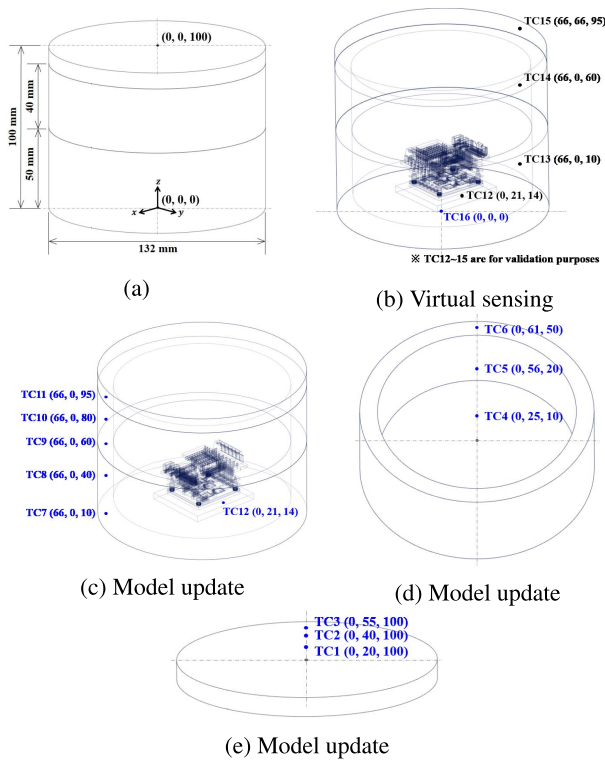 (0, 0, 100)
100 mm
40 mm
50 mm
z
(0, 0, 0)
x
y
132 mm
(a)
TC15 (66, 66, 95)
TC14 (66, 0, 60)
TC13 (66, 0, 10)
TC12 (0, 21, 14)
TC16 (0, 0, 0)
※ TC12~15 are for validation purposes
(b) Virtual sensing
TC11 (66, 0, 95)
TC10 (66, 0, 80)
TC9 (66, 0, 60)
TC8 (66, 0, 40)
TC7 (66, 0, 10)
TC12 (0, 21, 14)
(c) Model update
TC6 (0, 61, 50)
TC5 (0, 56, 20)
TC4 (0, 25, 10)
(d) Model update
TC3 (0, 55, 100)
TC2 (0, 40, 100)
TC1 (0, 20, 100)
(e) Model update